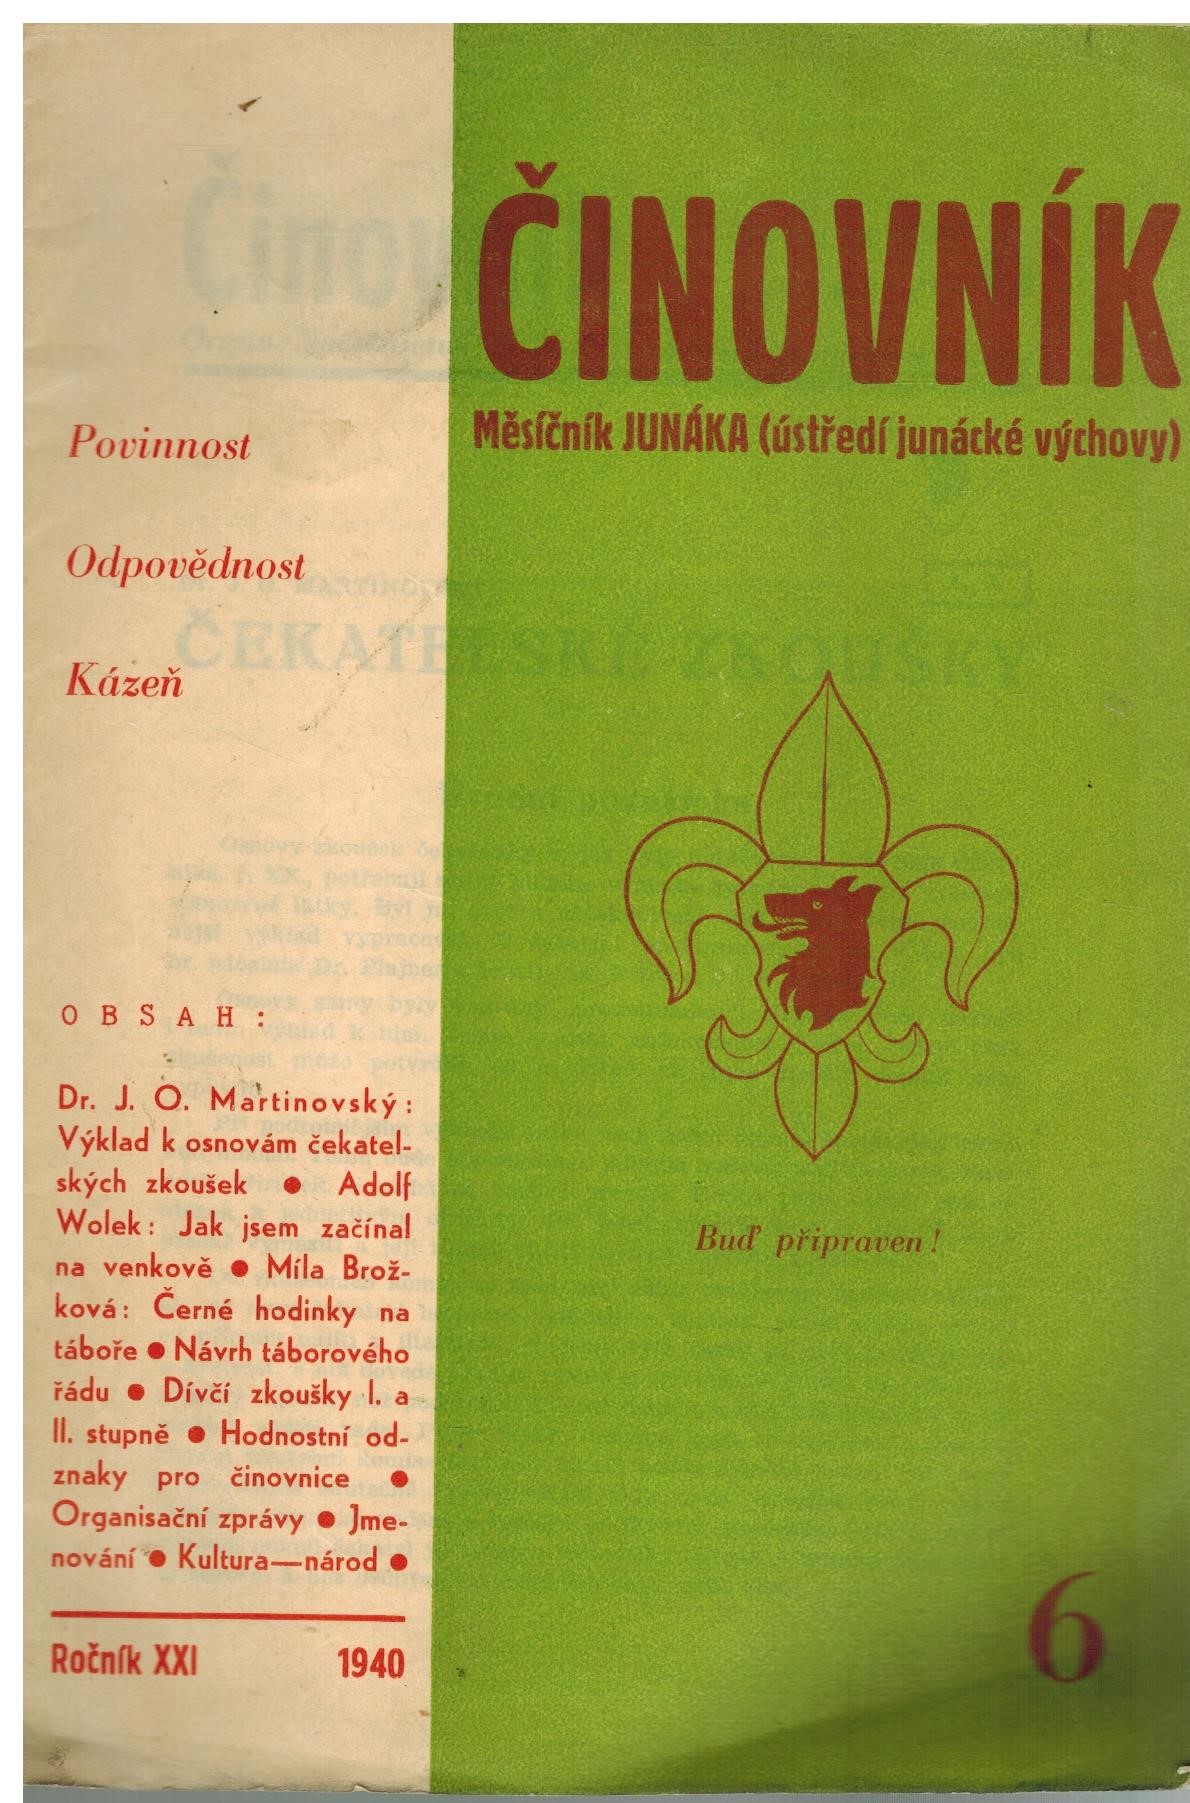 ČINOVNÍK
Měsíčník JUNÁKA (ústředí junácké výchovy)
Povinnost
Odpovědnost
Kázeň
OBSAH:
Dr. J. O. Martinovský:
Výklad k osnovám čekatel-
ských zkoušek ● Adolf
Wolek: Jak jsem začínal
na venkově ● Míla Brož-
ková: Černé hodinky na
táboře ● Návrh táborového
řádu ● Dívčí zkoušky I. a
II. stupně ● Hodnostní od-
znaky pro činovnice ●
Organisační zprávy ● Jme-
nování ● Kultura—národ ●
Ročník XXI 1940
Buď připraven!
6